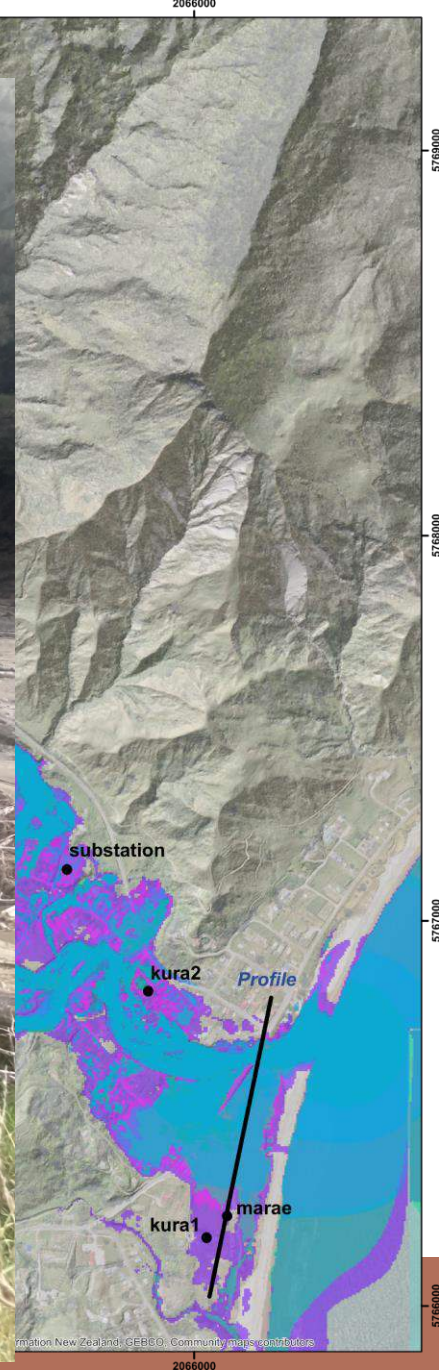 2066000
5769000
5768000
substation
5767000
kura2
Profile
marae
kura1
5766000
rmation New Zealand, GEBCO, Community maps contributors
2066000